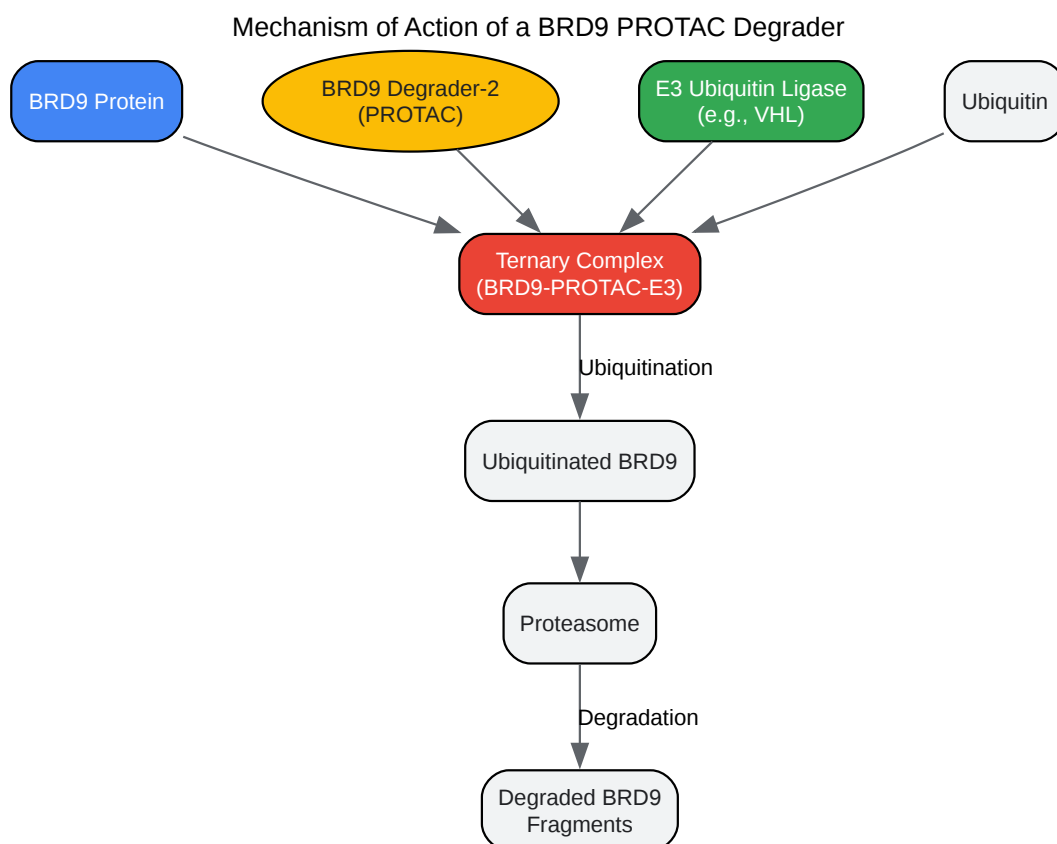 Mechanism of Action of a BRD9 PROTAC Degrader
BRD9 Protein
BRD9 Degrader-2
(PROTAC)
E3 Ubiquitin Ligase
(e.g., VHL)
Ubiquitin
Ternary Complex
(BRD9-PROTAC-E3)
Ubiquitination
Ubiquitinated BRD9
Proteasome
Degradation
Degraded BRD9
Fragments